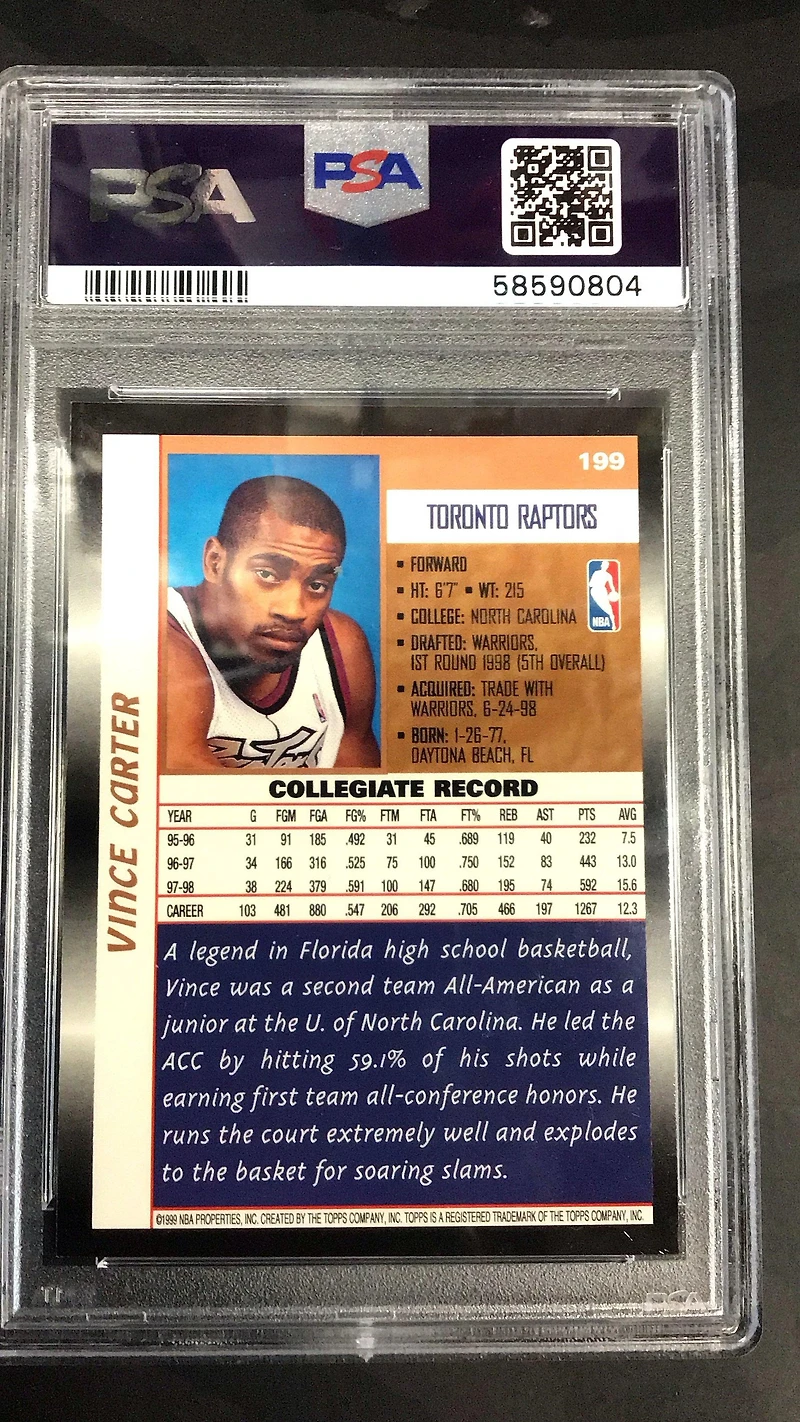 PSA
PSA
58590804
199
TORONTO RAPTORS
▪ FORWARD
▪ HT: 6'7" ▪ WT: 215
▪ COLLEGE: NORTH CAROLINA
NBA
▪ DRAFTED: WARRIORS,
1ST ROUND 1998 (5TH OVERALL)
▪ ACQUIRED: TRADE WITH
WARRIORS, 6-24-98
▪ BORN: 1-26-77,
DAYTONA BEACH, FL
VINCE CARTER
COLLEGIATE RECORD
YEAR G FGM FGA FG% FTM FTA FT% REB AST PTS AVG
95-96 31 91 185 .492 31 45 .689 119 40 232 7.5
96-97 34 166 316 .525 75 100 .750 152 83 443 13.0
97-98 38 224 379 .591 100 147 .680 195 74 592 15.6
CAREER 103 481 880 .547 206 292 .705 466 197 1267 12.3
A legend in Florida high school basketball,
Vince was a second team All-American as a
junior at the U. of North Carolina. He led the
ACC by hitting 59.1% of his shots while
earning first team all-conference honors. He
runs the court extremely well and explodes
to the basket for soaring slams.
©1999 NBA PROPERTIES, INC. CREATED BY THE TOPPS COMPANY, INC. TOPPS IS A REGISTERED TRADEMARK OF THE TOPPS COMPANY, INC.
PSA